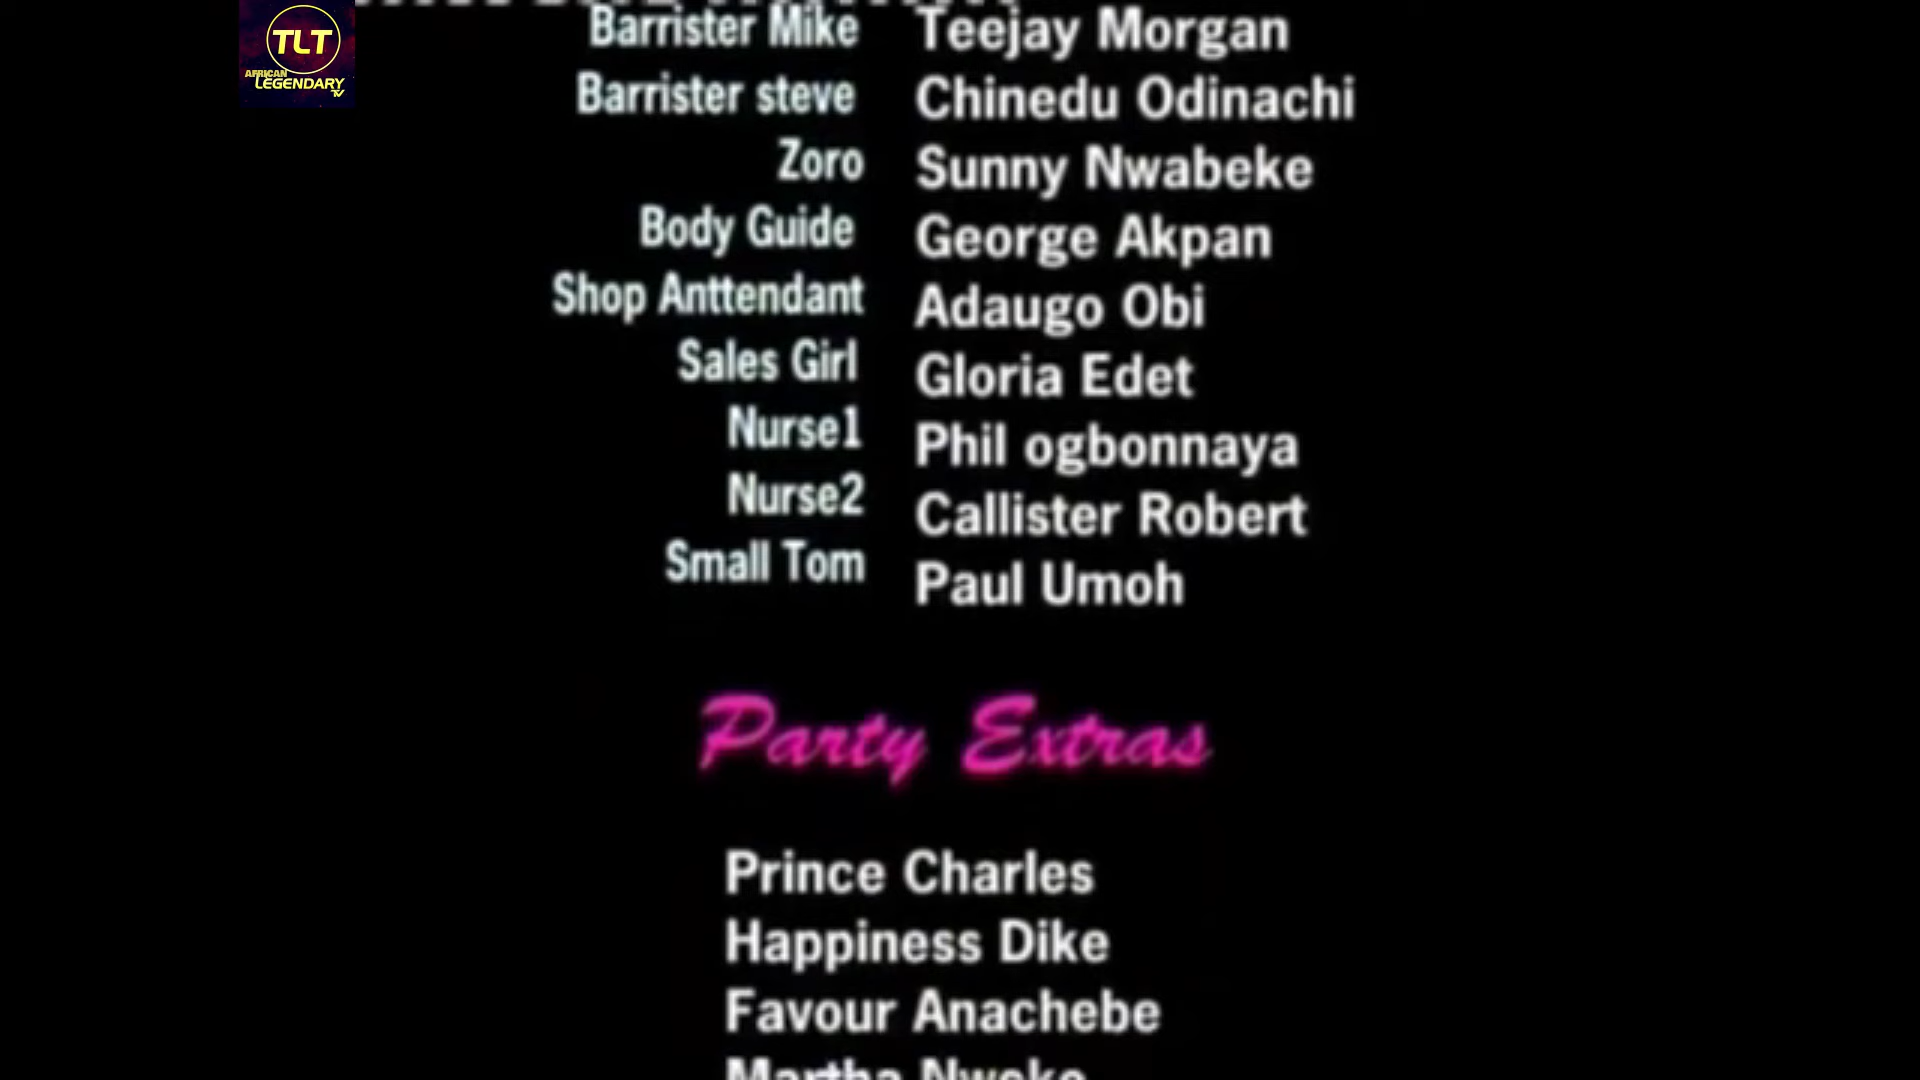 TLT
AFRICAN
LEGENDARY
TV
Barrister Mike Teejay Morgan
Barrister steve Chinedu Odinachi
Zoro Sunny Nwabeke
Body Guide George Akpan
Shop Anttendant Adaugo Obi
Sales Girl Gloria Edet
Nurse1 Phil ogbonnaya
Nurse2 Callister Robert
Small Tom Paul Umoh
Party Extras
Prince Charles
Happiness Dike
Favour Anachebe
Martha Nweke